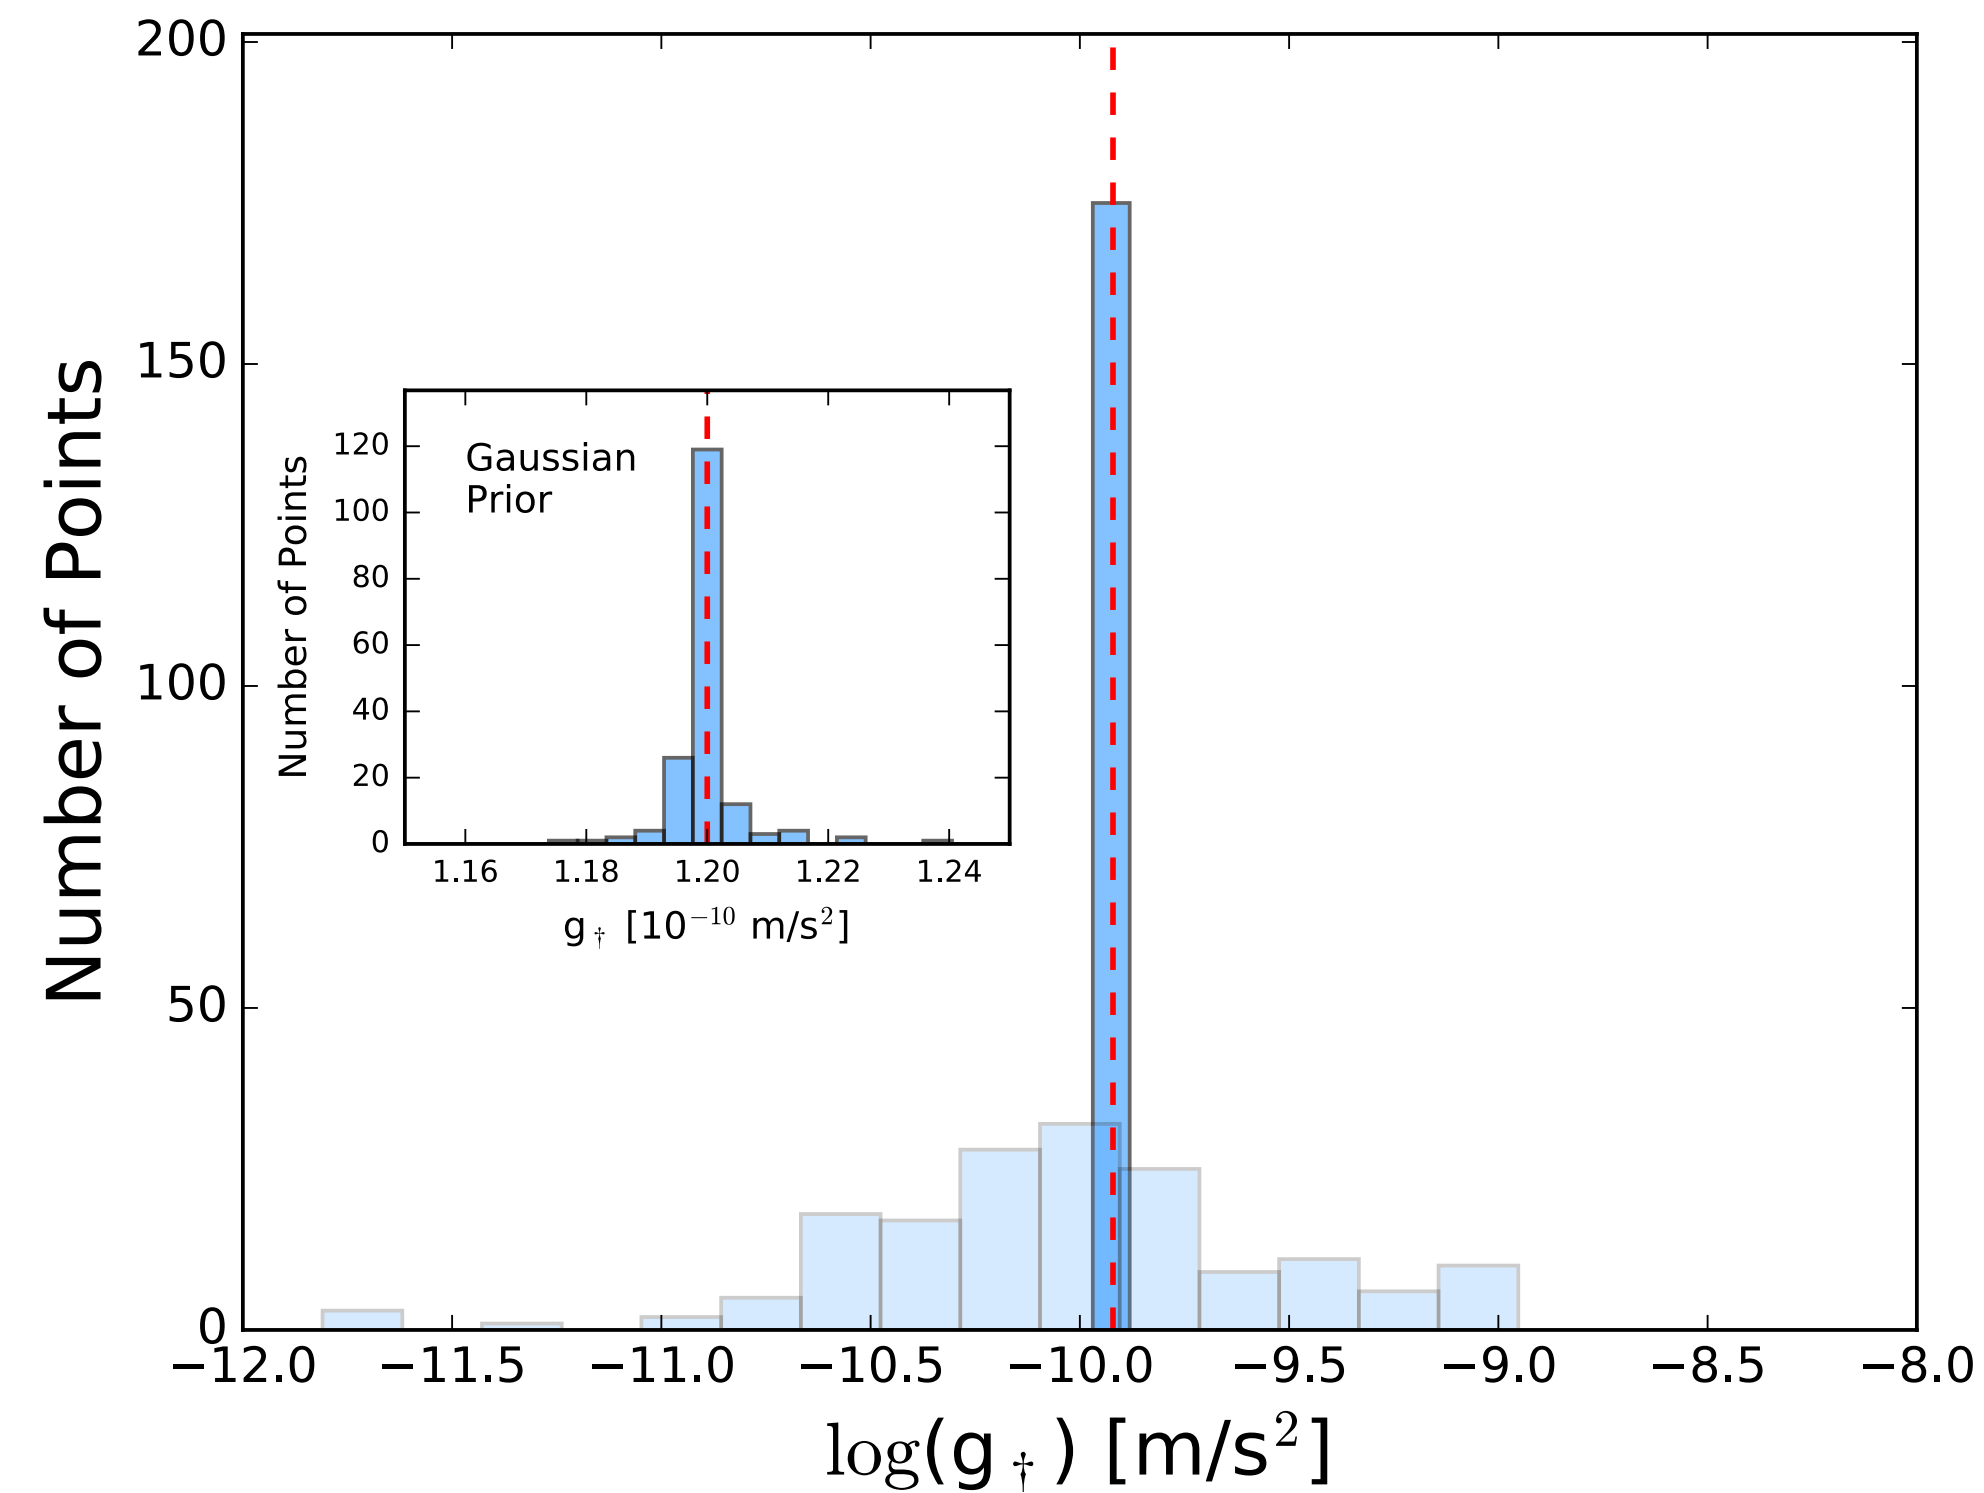 200
150
100
50
0
Number of Points
−12.0 −11.5 −11.0 −10.5 −10.0 −9.5 −9.0 −8.5 −8.0
log(g†) [m/s²]
Gaussian
Prior
120
100
80
60
40
20
0
Number of Points
1.16 1.18 1.20 1.22 1.24
g† [10⁻¹⁰ m/s²]